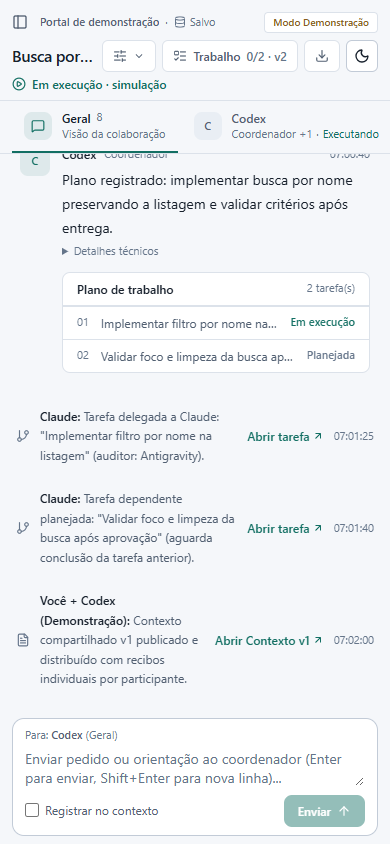 Portal de demonstração · Salvo
Modo Demonstração
Busca por...
Trabalho 0/2 · v2
Em execução · simulação
Geral 8
Visão da colaboração
C
Codex
Coordenador +1 · Executando
C
Codex Coordenador
07:00:40
Plano registrado: implementar busca por nome
preservando a listagem e validar critérios após
entrega.
Detalhes técnicos
Plano de trabalho
2 tarefa(s)
01 Implementar filtro por nome na... Em execução
02 Validar foco e limpeza da busca ap... Planejada
Claude: Tarefa delegada a Claude:
"Implementar filtro por nome na
listagem" (auditor: Antigravity).
Abrir tarefa ↗ 07:01:25
Claude: Tarefa dependente
planejada: "Validar foco e limpeza da
busca após aprovação" (aguarda
conclusão da tarefa anterior).
Abrir tarefa ↗ 07:01:40
Você + Codex
(Demonstração): Contexto
compartilhado v1 publicado e
distribuído com recibos
individuais por participante.
Abrir Contexto v1 ↗ 07:02:00
Para: Codex (Geral)
Enviar pedido ou orientação ao coordenador (Enter
para enviar, Shift+Enter para nova linha)...
Registrar no contexto
Enviar ↑